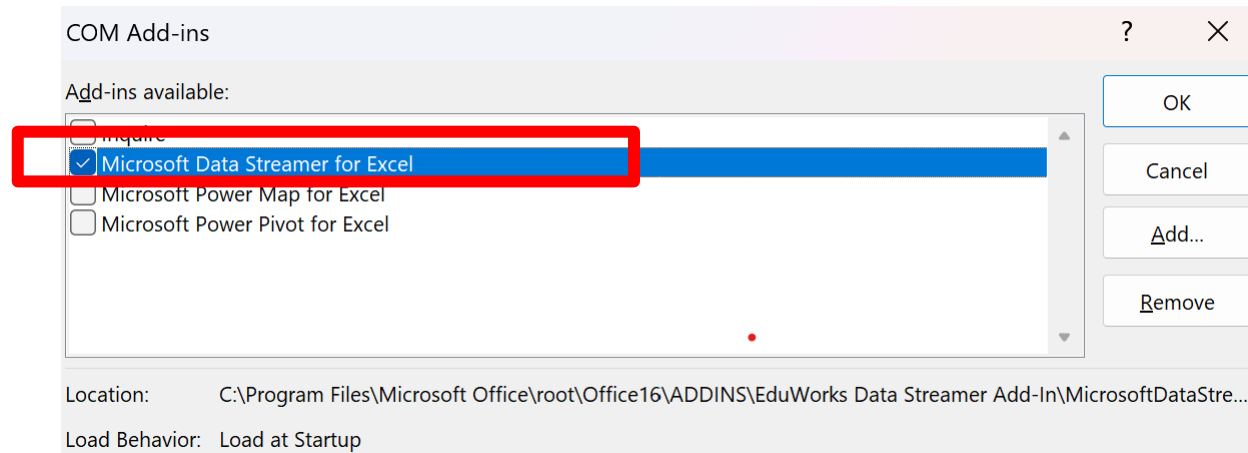 COM Add-ins ?
Add-ins available:
OK
Inquire
Microsoft Data Streamer for Excel
Cancel
Microsoft Power Map for Excel
Microsoft Power Pivot for Excel
Add...
Remove
Location: C:\Program Files\Microsoft Office\root\Office16\ADDINS\EduWorks Data Streamer Add-In\MicrosoftDataStre...
Load Behavior: Load at Startup